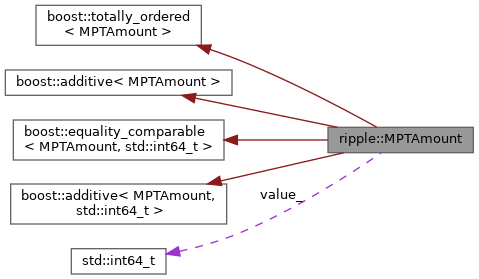 boost::totally_ordered
< MPTAmount >
boost::additive< MPTAmount >
boost::equality_comparable
< MPTAmount, std::int64_t >
ripple::MPTAmount
boost::additive< MPTAmount,
std::int64_t >
value_
std::int64_t